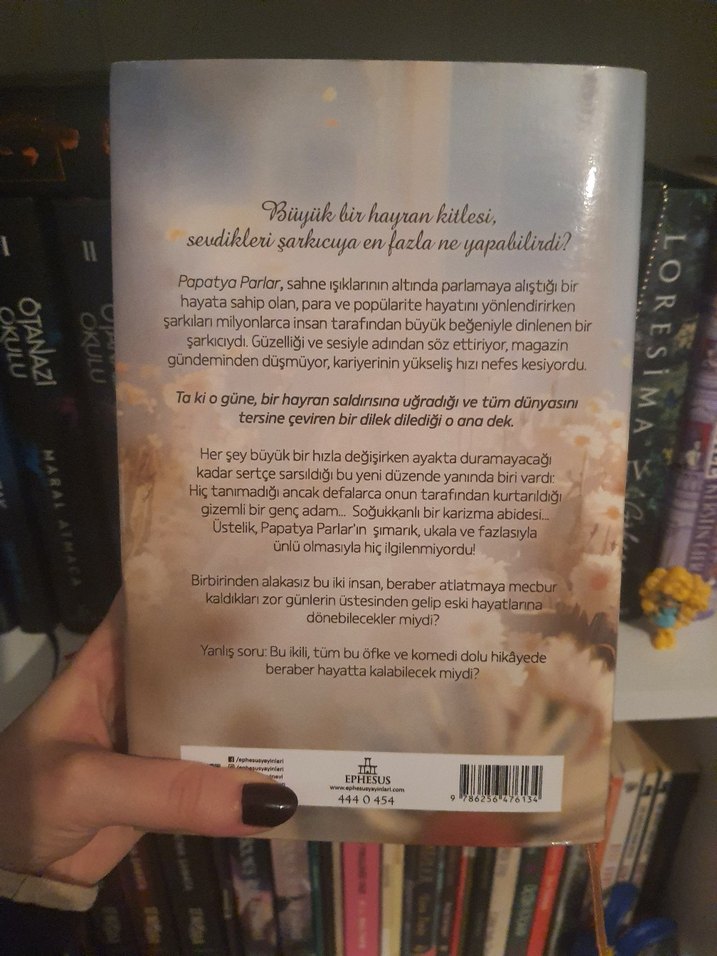 Büyük bir hayran kitlesi,
sevdikleri şarkıcıya en fazla ne yapabilirdi?
Papatya Parlar, sahne ışıklarının altında parlamaya alıştığı bir
hayata sahip olan, para ve popülarite hayatını yönlendirirken
şarkıları milyonlarca insan tarafından büyük beğeniyle dinlenen bir
şarkıcıydı. Güzelliği ve sesiyle adından söz ettiriyor, magazin
gündeminden düşmüyor, kariyerinin yükseliş hızı nefes kesiyordu.
Ta ki o güne, bir hayran saldırısına uğradığı ve tüm dünyasını
tersine çeviren bir dilek dilediği o ana dek.
Her şey büyük bir hızla değişirken ayakta duramayacağı
kadar sertçe sarsıldığı bu yeni düzende yanında biri vardı:
Hiç tanımadığı ancak defalarca onun tarafından kurtarıldığı
gizemli bir genç adam... Soğukkanlı bir karizma abidesi...
Üstelik, Papatya Parlar'ın şımarık, ukala ve fazlasıyla
ünlü olmasıyla hiç ilgilenmiyordu!
Birbirinden alakasız bu iki insan, beraber atlatmaya mecbur
kaldıkları zor günlerin üstesinden gelip eski hayatlarına
dönebilecekler miydi?
Yanlış soru: Bu ikili, tüm bu öfke ve komedi dolu hikâyede
beraber hayatta kalabilecek miydi?
/ephesusyayinlari
EPHESUS
www.ephesusyayinlari.com
444 0 454
9 786256 476134
I
ÖTANAZİ
OKULU
II
ÖTANAZİ
OKULU
MARAL ATMACA
LORESİMA